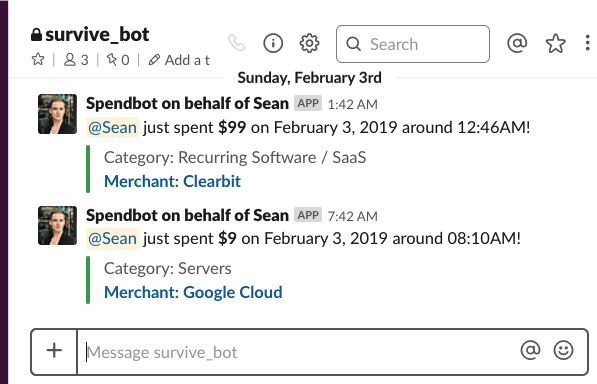 survive_bot
3 | 0 | Add a t
Search
Sunday, February 3rd
Spendbot on behalf of Sean APP 1:42 AM
@Sean just spent $99 on February 3, 2019 around 12:46AM!
Category: Recurring Software / SaaS
Merchant: Clearbit
Spendbot on behalf of Sean APP 7:42 AM
@Sean just spent $9 on February 3, 2019 around 08:10AM!
Category: Servers
Merchant: Google Cloud
Message survive_bot